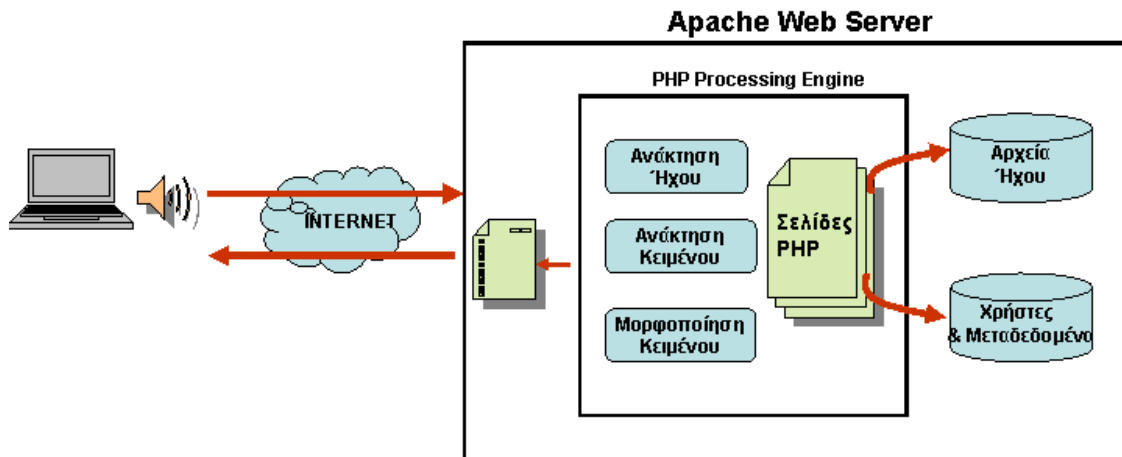 Apache Web Server
PHP Processing Engine
Ανάκτηση
Ήχου
Ανάκτηση
Κειμένου
Μορφοποίηση
Κειμένου
Σελίδες
PHP
Αρχεία
Ήχου
Χρήστες
& Μεταδεδομένα
INTERNET